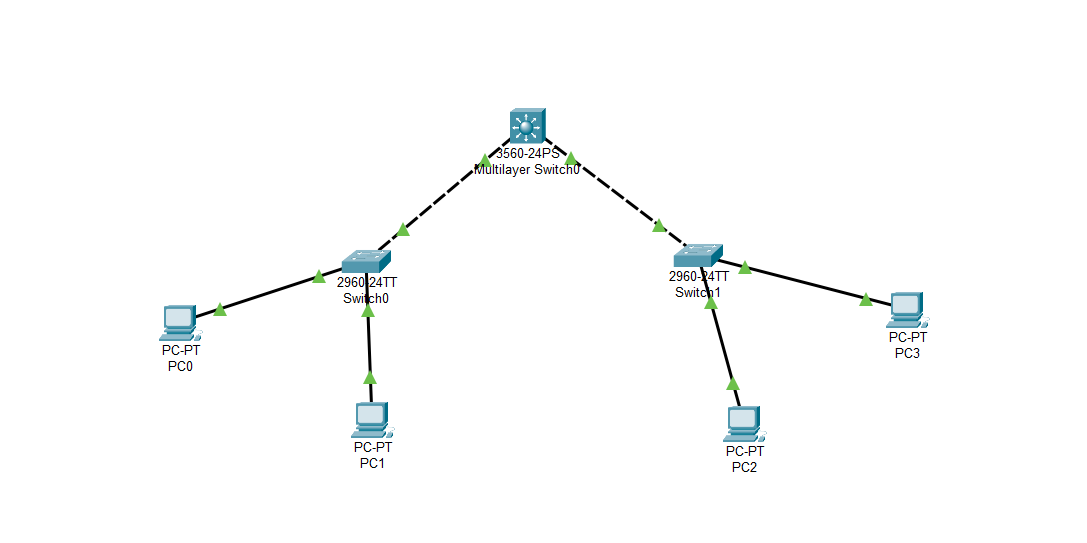 3560-24PS
Multilayer Switch0
2960-24TT
Switch0
2960-24TT
Switch1
PC-PT
PC0
PC-PT
PC3
PC-PT
PC1
PC-PT
PC2